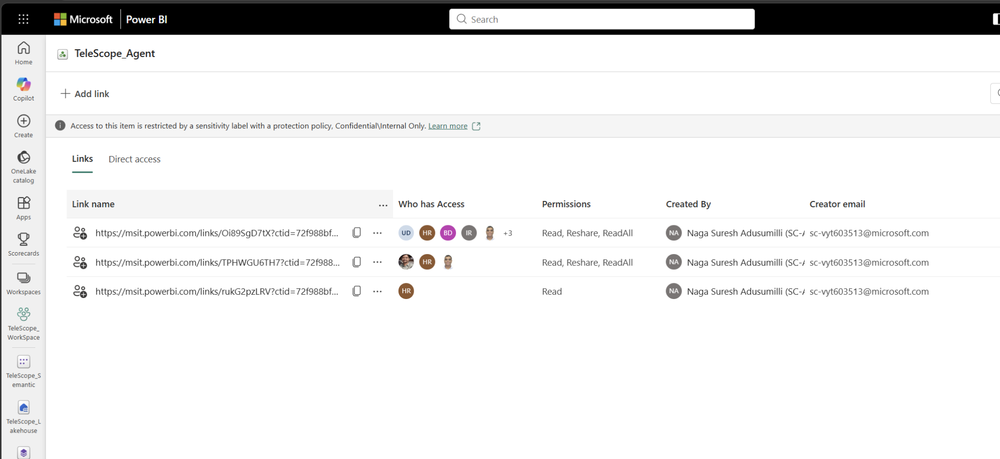 Microsoft
Power BI
Search
Home
Copilot
Create
OneLake
catalog
Apps
Scorecards
Workspaces
TeleScope_
WorkSpace
TeleScope_S
emantic
TeleScope_L
akehouse
TeleScope_Agent
Add link
Access to this item is restricted by a sensitivity label with a protection policy, Confidential\Internal Only. Learn more
Links Direct access
Link name ... Who has Access Permissions Created By Creator email
https://msit.powerbi.com/links/Oi89SgD7tX?ctid=72f988bf... ... UD HR BD IR +3 Read, Reshare, ReadAll NA Naga Suresh Adusumilli (SC-A sc-vyt603513@microsoft.com
https://msit.powerbi.com/links/TPHWGU6TH7?ctid=72f988... ... HR Read, Reshare, ReadAll NA Naga Suresh Adusumilli (SC-A sc-vyt603513@microsoft.com
https://msit.powerbi.com/links/rukG2pzLRV?ctid=72f988bf... ... HR Read NA Naga Suresh Adusumilli (SC-A sc-vyt603513@microsoft.com